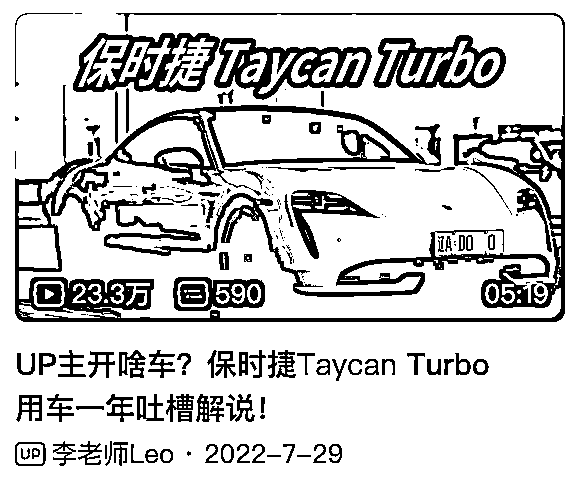 保时捷 Taycan Turbo
23.3万 590 05:19
UP主开啥车？保时捷Taycan Turbo
用车一年吐槽解说！
UP 李老师Leo · 2022-7-29